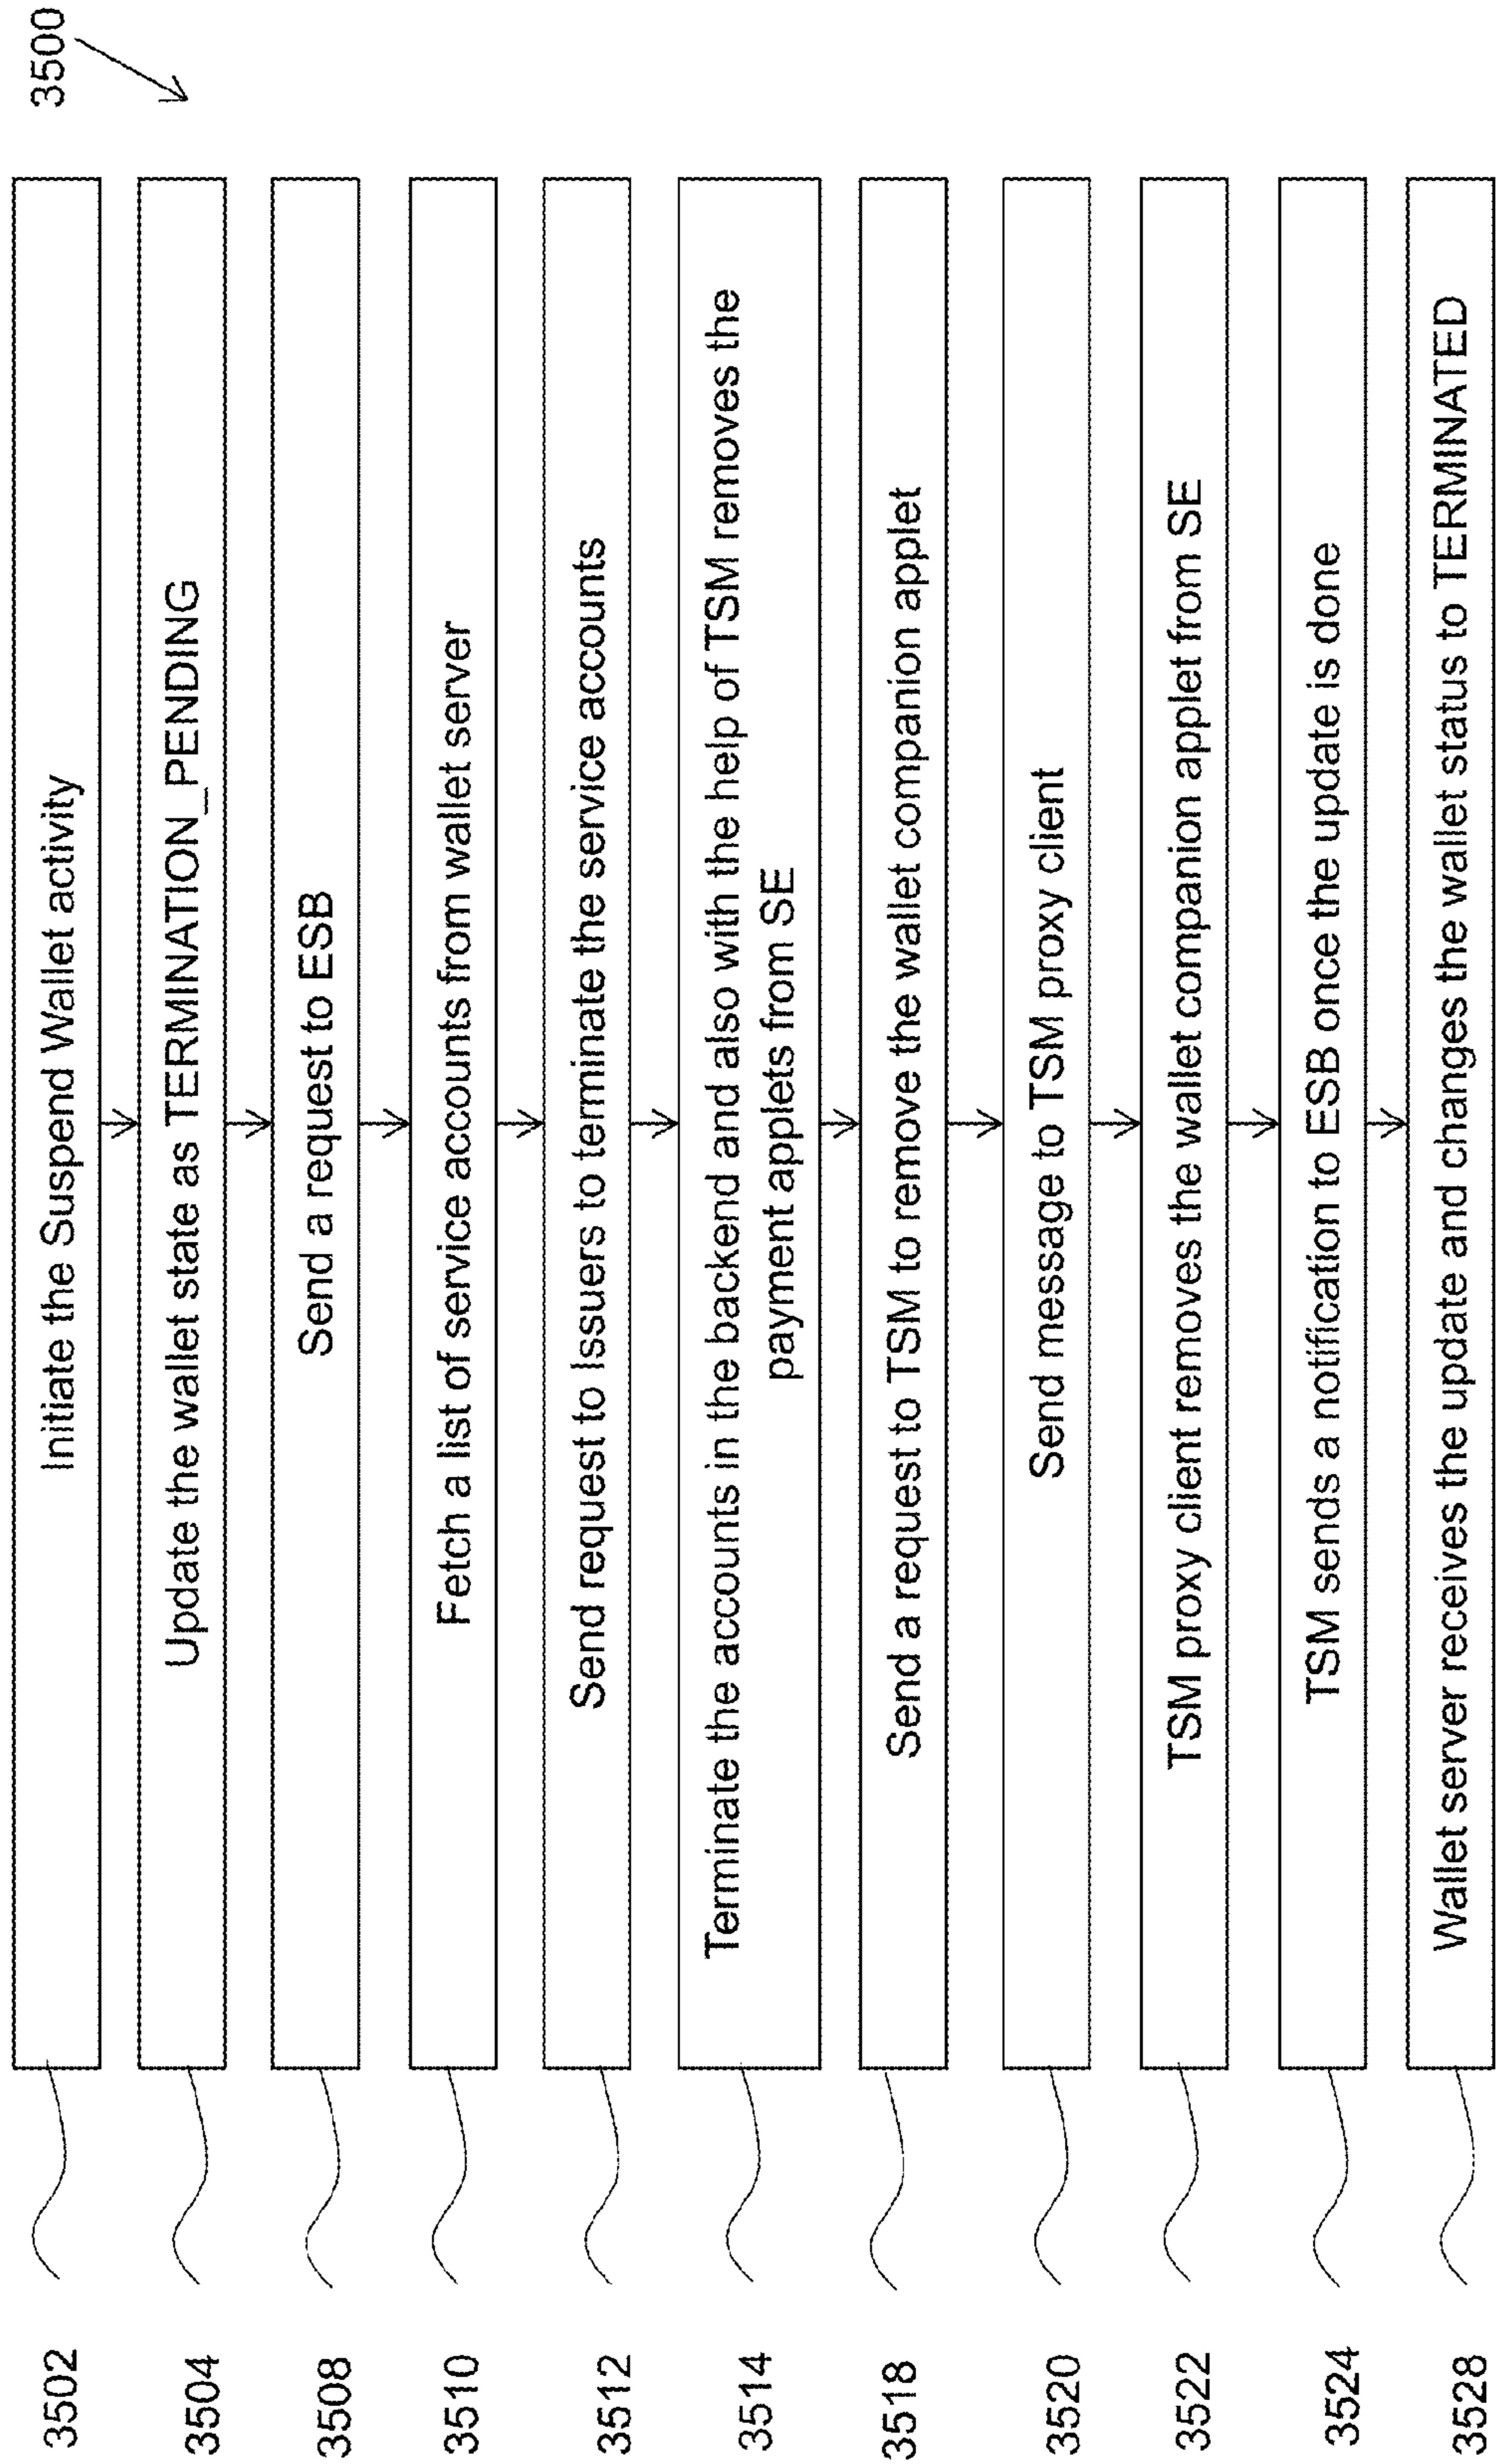 3500
3502
Initiate the Suspend Wallet activity
3504
Update the wallet state as TERMINATION_PENDING
3508
Send a request to ESB
3510
Fetch a list of service accounts from wallet server
3512
Send request to Issuers to terminate the service accounts
3514
Terminate the accounts in the backend and also with the help of TSM removes the
payment applets from SE
3518
Send a request to TSM to remove the wallet companion applet
3520
Send message to TSM proxy client
3522
TSM proxy client removes the wallet companion applet from SE
3524
TSM sends a notification to ESB once the update is done
3528
Wallet server receives the update and changes the wallet status to TERMINATED